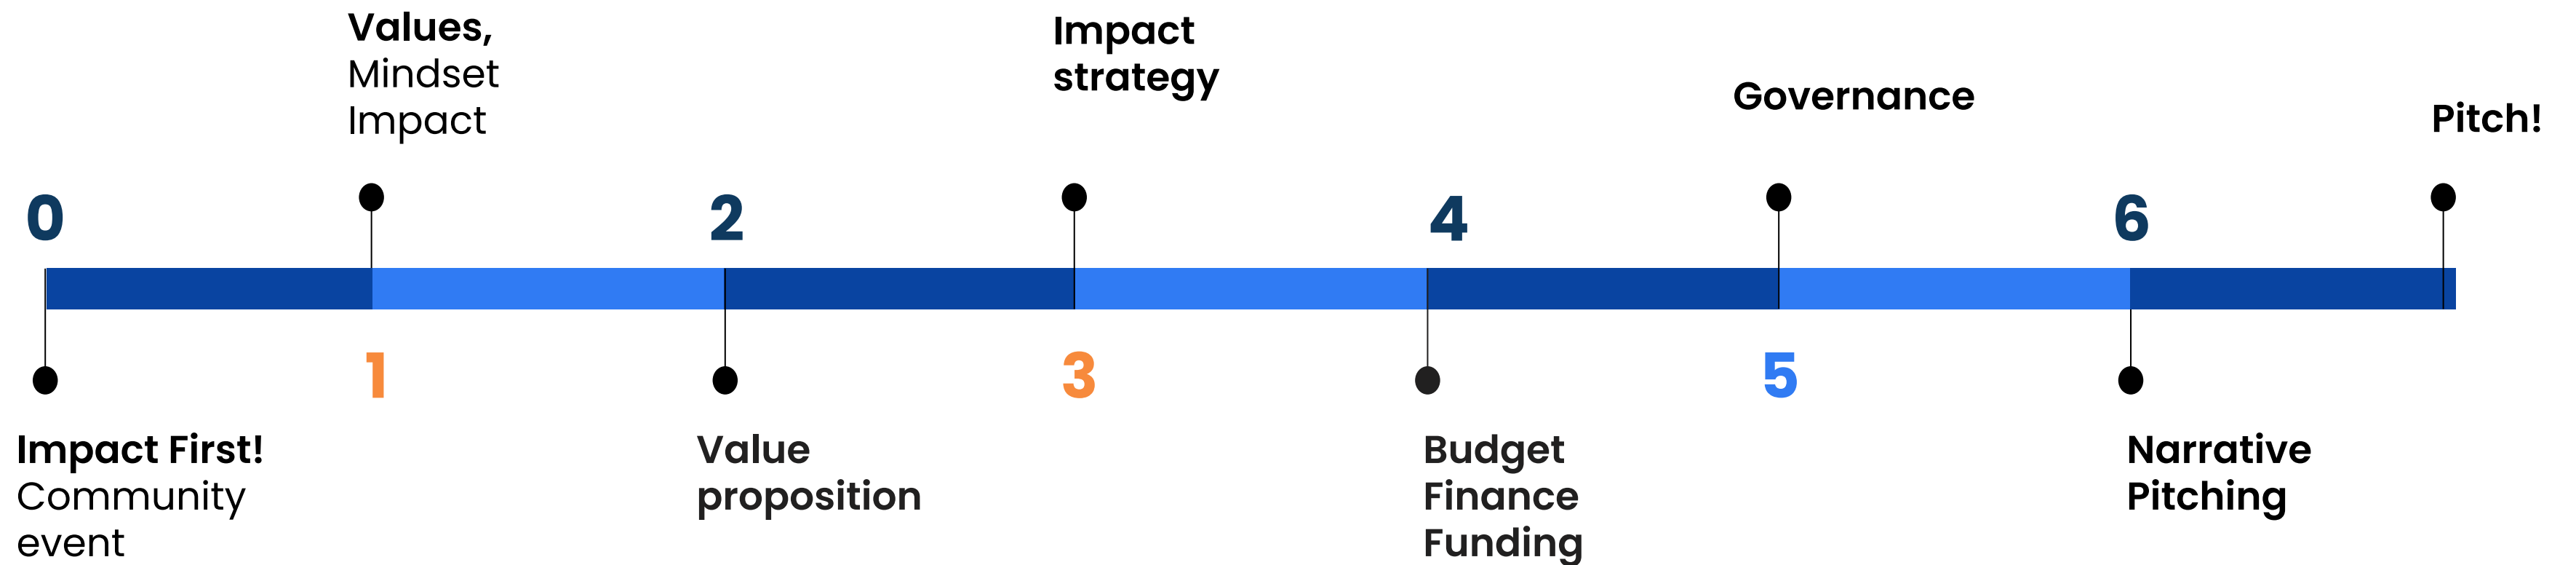 Values,
Mindset
Impact
Impact
strategy
Governance
Pitch!
0
2
4
6
1
3
5
Impact First!
Community
event
Value
proposition
Budget
Finance
Funding
Narrative
Pitching